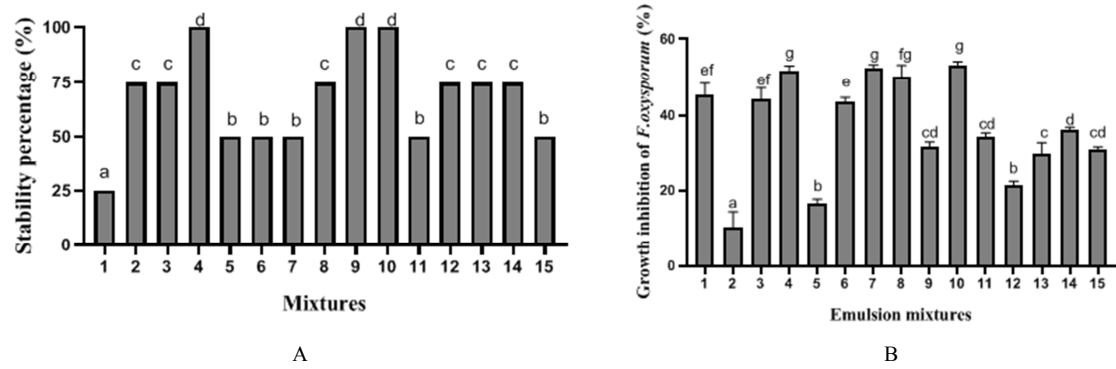 Stability percentage (%)
100
75
50
25
0
a
c
c
d
b
b
b
c
d
d
b
c
c
c
b
1 2 3 4 5 6 7 8 9 10 11 12 13 14 15
Mixtures
A
Growth inhibition of F.oxysporum (%)
60
40
20
0
ef
a
ef
g
b
e
g
fg
cd
g
cd
b
c
d
cd
1 2 3 4 5 6 7 8 9 10 11 12 13 14 15
Emulsion mixtures
B